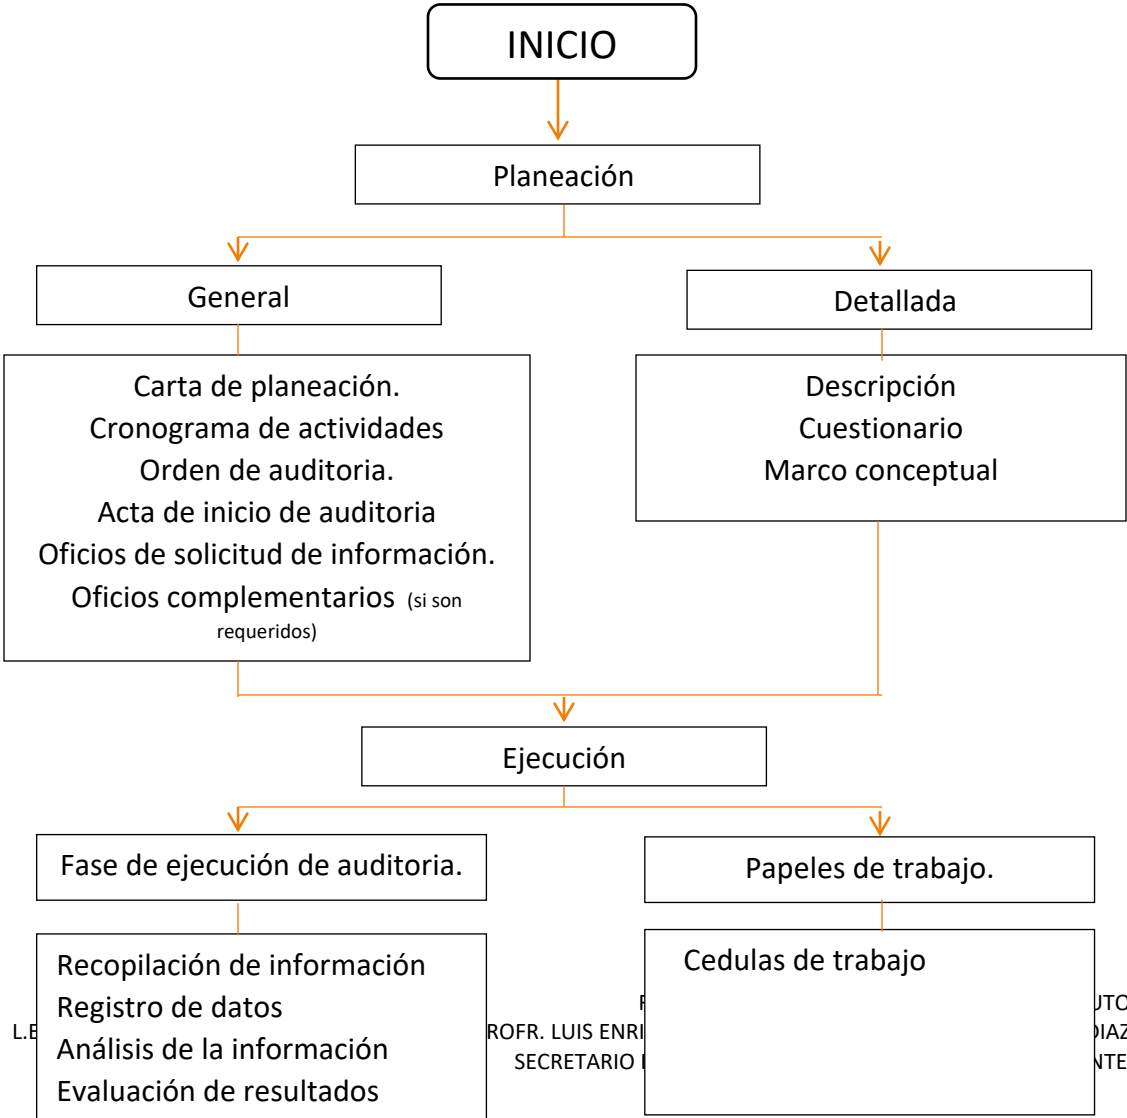 INICIO
Planeación
General
Detallada
Carta de planeación.
Cronograma de actividades
Orden de auditoria.
Acta de inicio de auditoria
Oficios de solicitud de información.
Oficios complementarios (si son
requeridos)
Descripción
Cuestionario
Marco conceptual
Ejecución
Fase de ejecución de auditoria.
Papeles de trabajo.
Recopilación de información
Registro de datos
Análisis de la información
Evaluación de resultados
Cedulas de trabajo
LUIS
SECRETARIO